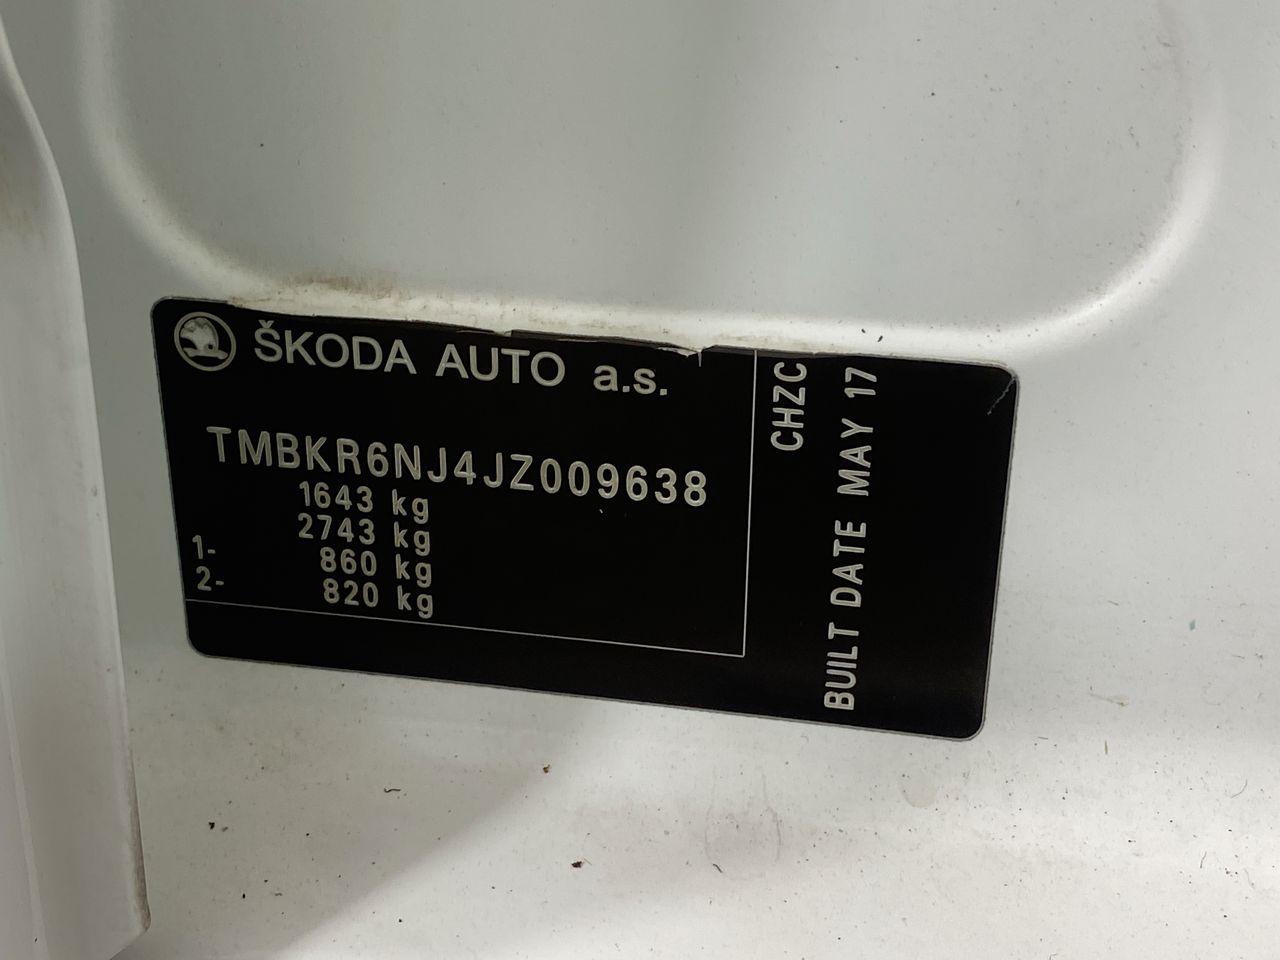 ŠKODA AUTO a.s.
TMBKR6NJ4JZ009638
1643 kg
2743 kg
1- 860 kg
2- 820 kg
CHZC
BUILT DATE MAY 17